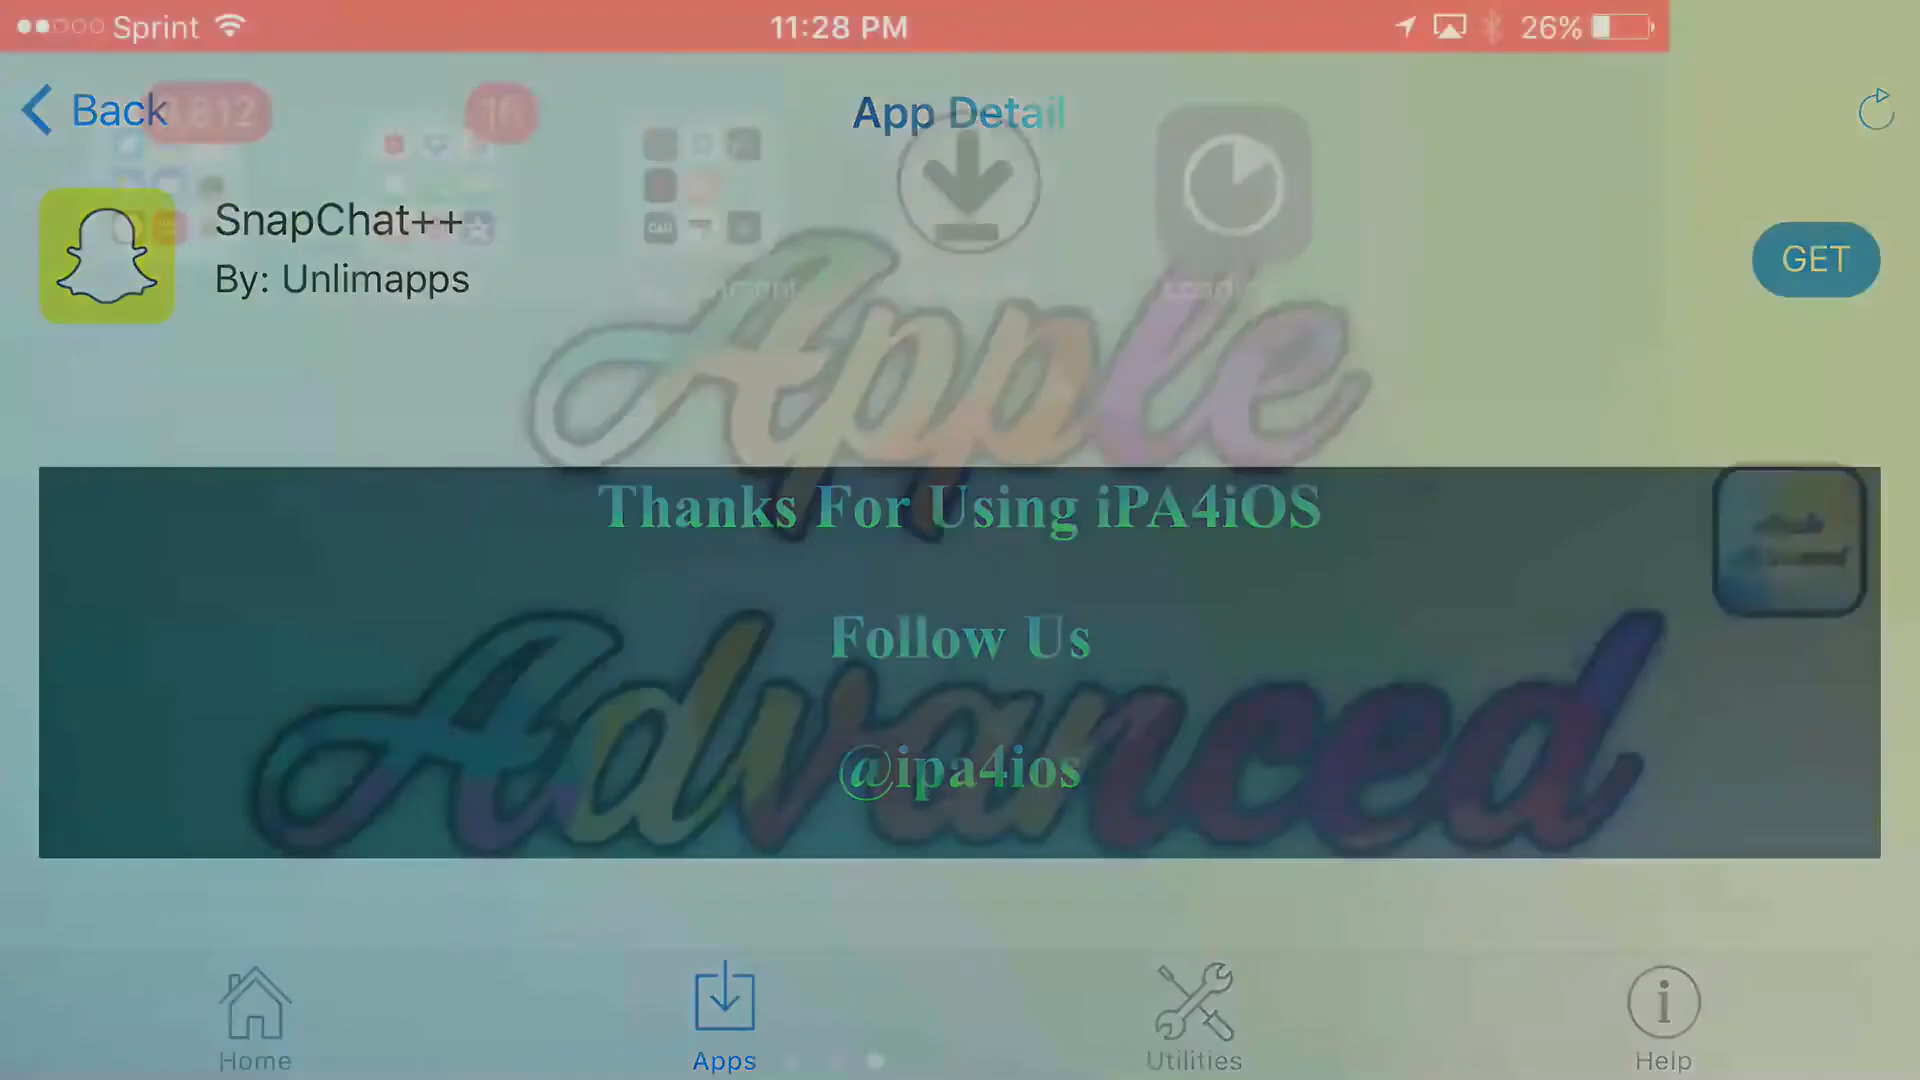 Sprint
11:28 PM
26%
Back
App Detail
16
SnapChat++
By: Unlimapps
GET
Apple
Thanks For Using iPA4iOS
Follow Us
Advanced
@ipa4ios
Home
Apps
Utilities
Help